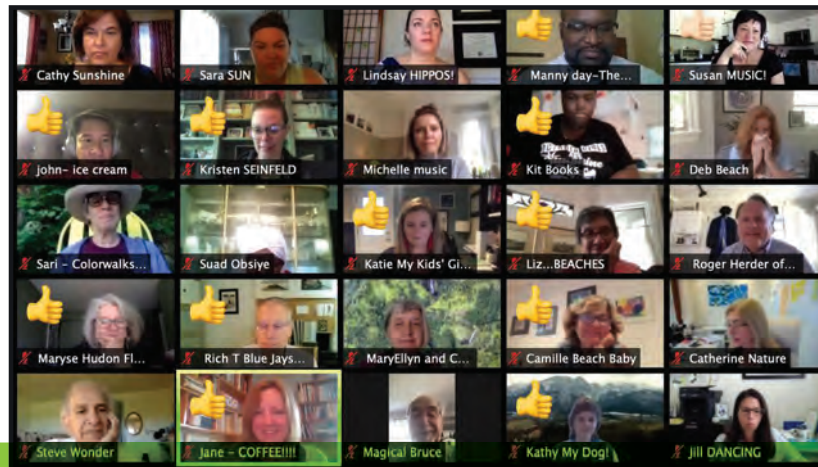 Cathy Sunshine
Sara SUN
Lindsay HIPPOS!
Manny day-The...
Susan MUSIC!
john- ice cream
Kristen SEINFELD
Michelle music
Kit Books
Deb Beach
Sari - Colorwalks...
Suad Obsiye
Katie My Kids' Gi...
Liz...BEACHES
Roger Herder of...
Maryse Hudon Fl...
Rich T Blue Jays...
MaryEllyn and C...
Camille Beach Baby
Catherine Nature
Steve Wonder
Jane - COFFEE!!!!
Magical Bruce
Kathy My Dog!
Jill DANCING